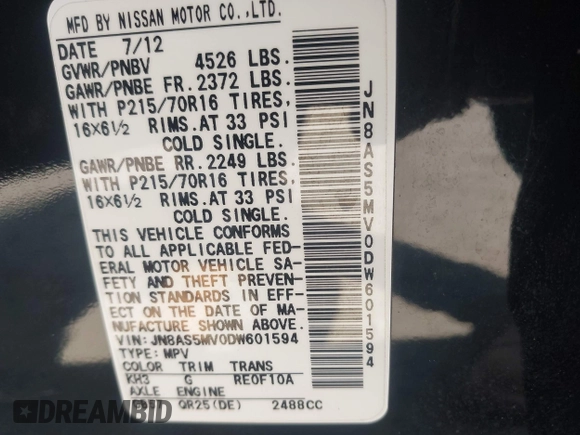 MFD BY NISSAN MOTOR CO.,LTD.
DATE 7/12
GVWR/PNBV 4526 LBS.
GAWR/PNBE FR. 2372 LBS.
WITH P215/70R16 TIRES,
16X6½ RIMS. AT 33 PSI
COLD SINGLE.
GAWR/PNBE RR. 2249 LBS.
WITH P215/70R16 TIRES,
16X6½ RIMS. AT 33 PSI
COLD SINGLE.
THIS VEHICLE CONFORMS
TO ALL APPLICABLE FED-
ERAL MOTOR VEHICLE SA-
FETY AND THEFT PREVEN-
TION STANDARDS IN EFF-
ECT ON THE DATE OF MA-
NUFACTURE SHOWN ABOVE.
VIN: JN8AS5MV0DW601594
TYPE: MPV
COLOR TRIM TRANS
KH3 G RE0F10A
AXLE ENGINE
QR25(DE) 2488CC
JN8AS5MV0DW601594
DREAMBID